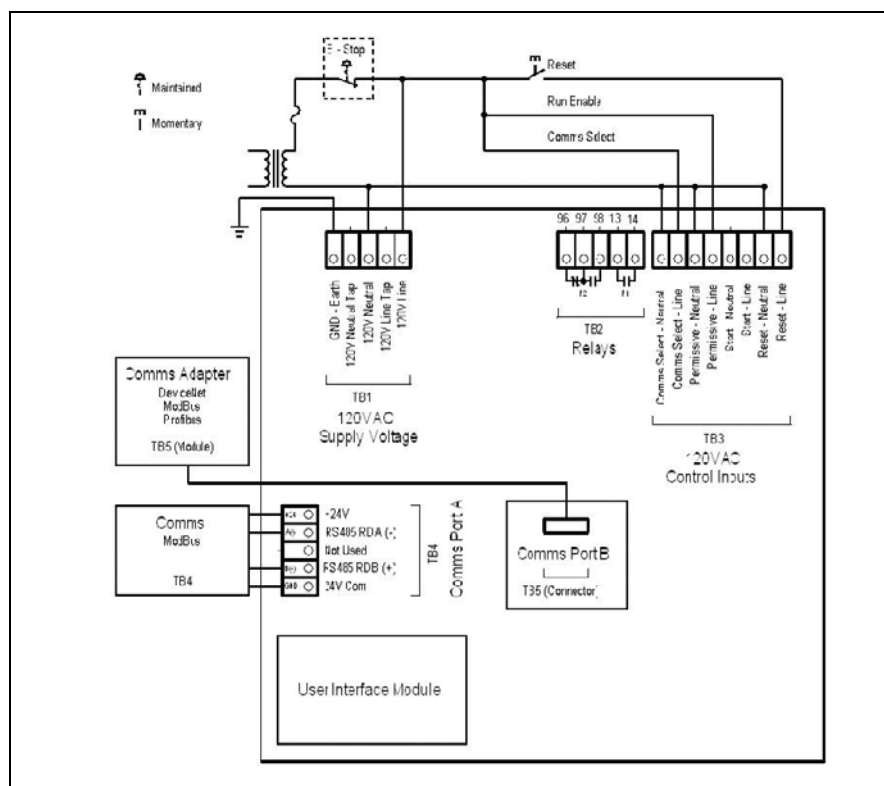 E - Stop
Maintained
Momentary
Reset
Run Enable
Comms Select
96 97 98 13 14
GND - Earth
120V Neutral Tap
120V Neutral
120V Line Tap
120V Line
TB1
120VAC
Supply Voltage
TB2
Relays
Comms Select - Neutral
Comms Select - Line
Permissive - Neutral
Permissive - Line
Start - Neutral
Start - Line
Reset - Neutral
Reset - Line
TB3
120VAC
Control Inputs
Comms Adapter
DeviceNet
ModBus
Profibus
TB5 (Module)
Comms
ModBus
TB4
+24V
RS485 RDA (-)
Not Used
RS485 RDB (+)
24V Com
GND
TB4
Comms Port A
Comms Port B
TB5 (Connector)
User Interface Module